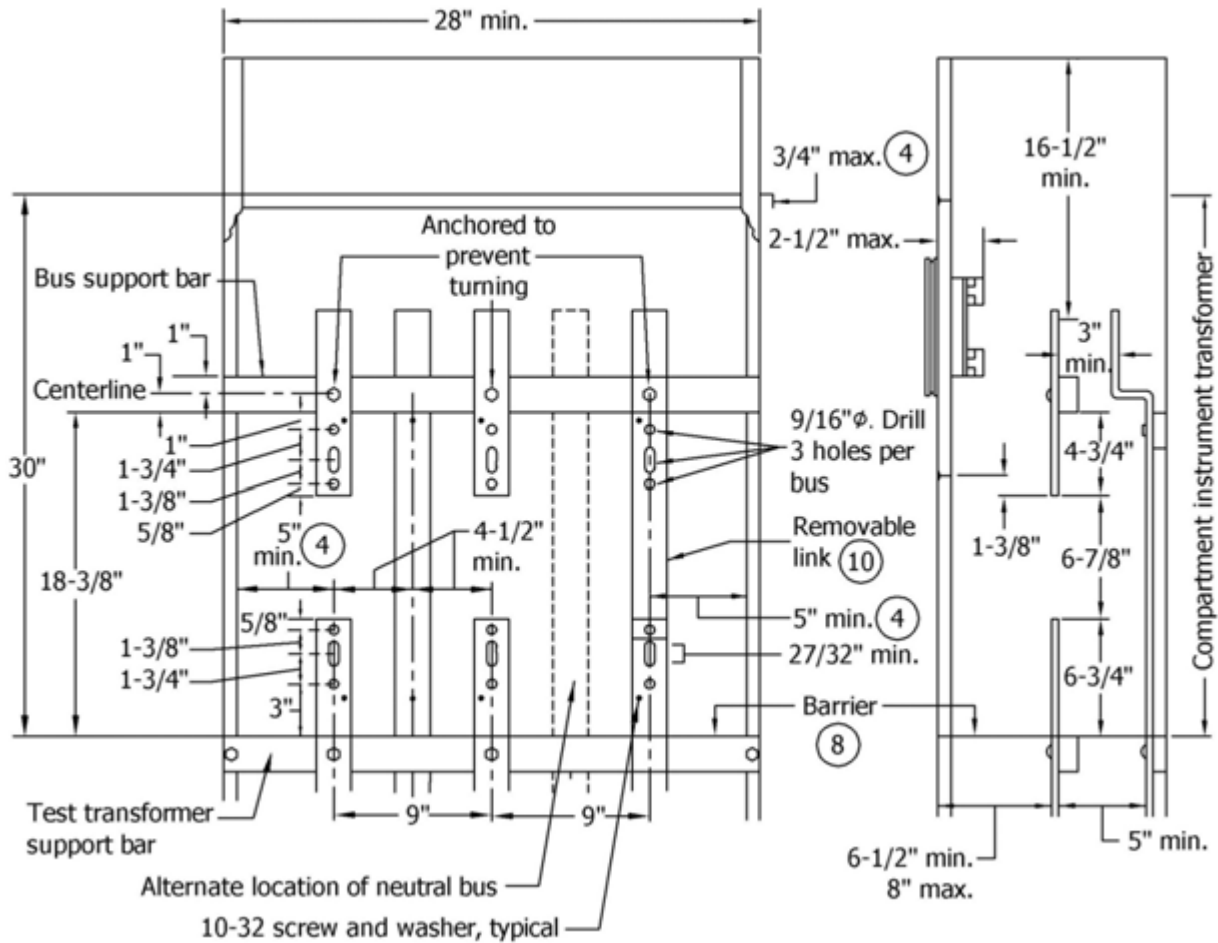 28" min.
3/4" max. 4
16-1/2"
min.
Anchored to
prevent
turning
2-1/2" max.
Bus support bar
1"
1"
3"
min.
Centerline
9/16"φ. Drill
3 holes per
bus
1"
1-3/4"
4-3/4"
30"
1-3/8"
5/8"
5"
min. 4
4-1/2"
min.
Removable
link 10
1-3/8"
6-7/8"
18-3/8"
5/8"
5" min. 4
1-3/8"
27/32" min.
1-3/4"
6-3/4"
3"
Barrier
8
Compartment instrument transformer
Test transformer
support bar
9"
9"
5" min.
6-1/2" min.
8" max.
Alternate location of neutral bus
10-32 screw and washer, typical